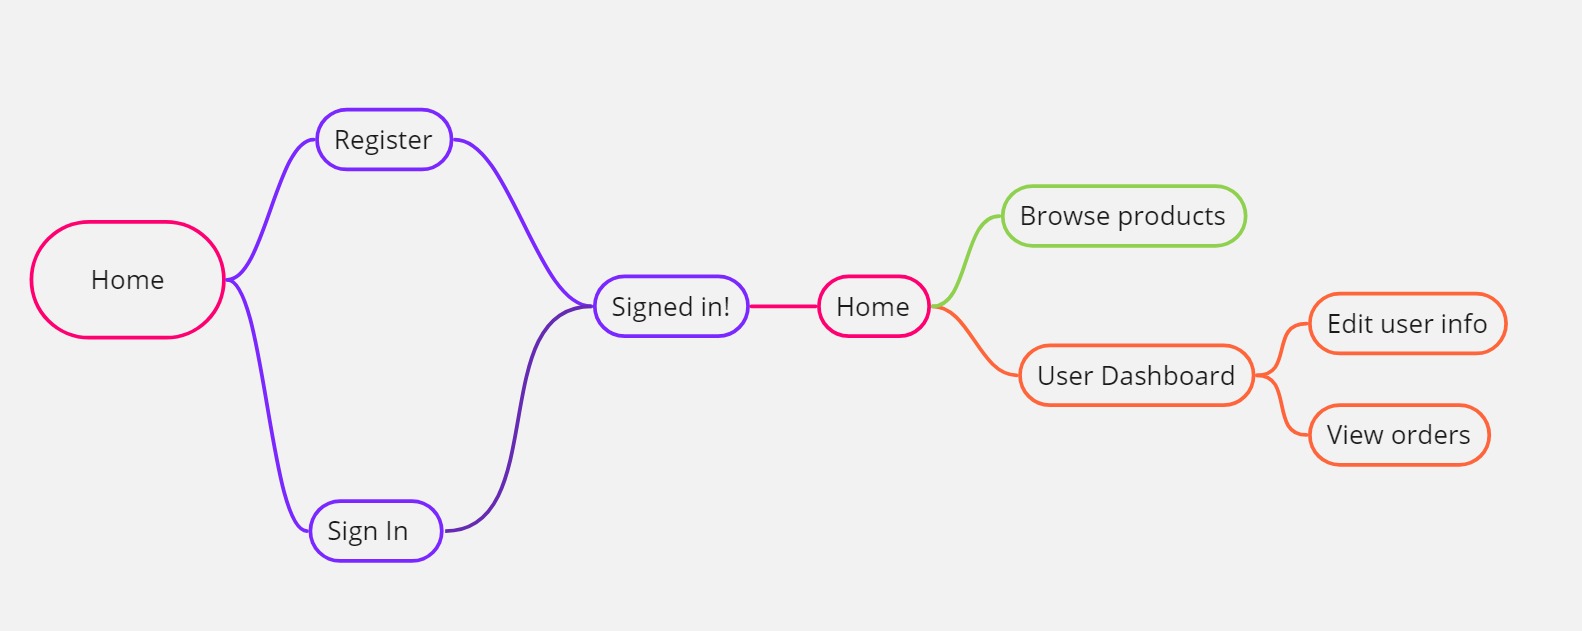 Home
Register
Sign In
Signed in!
Home
Browse products
User Dashboard
Edit user info
View orders